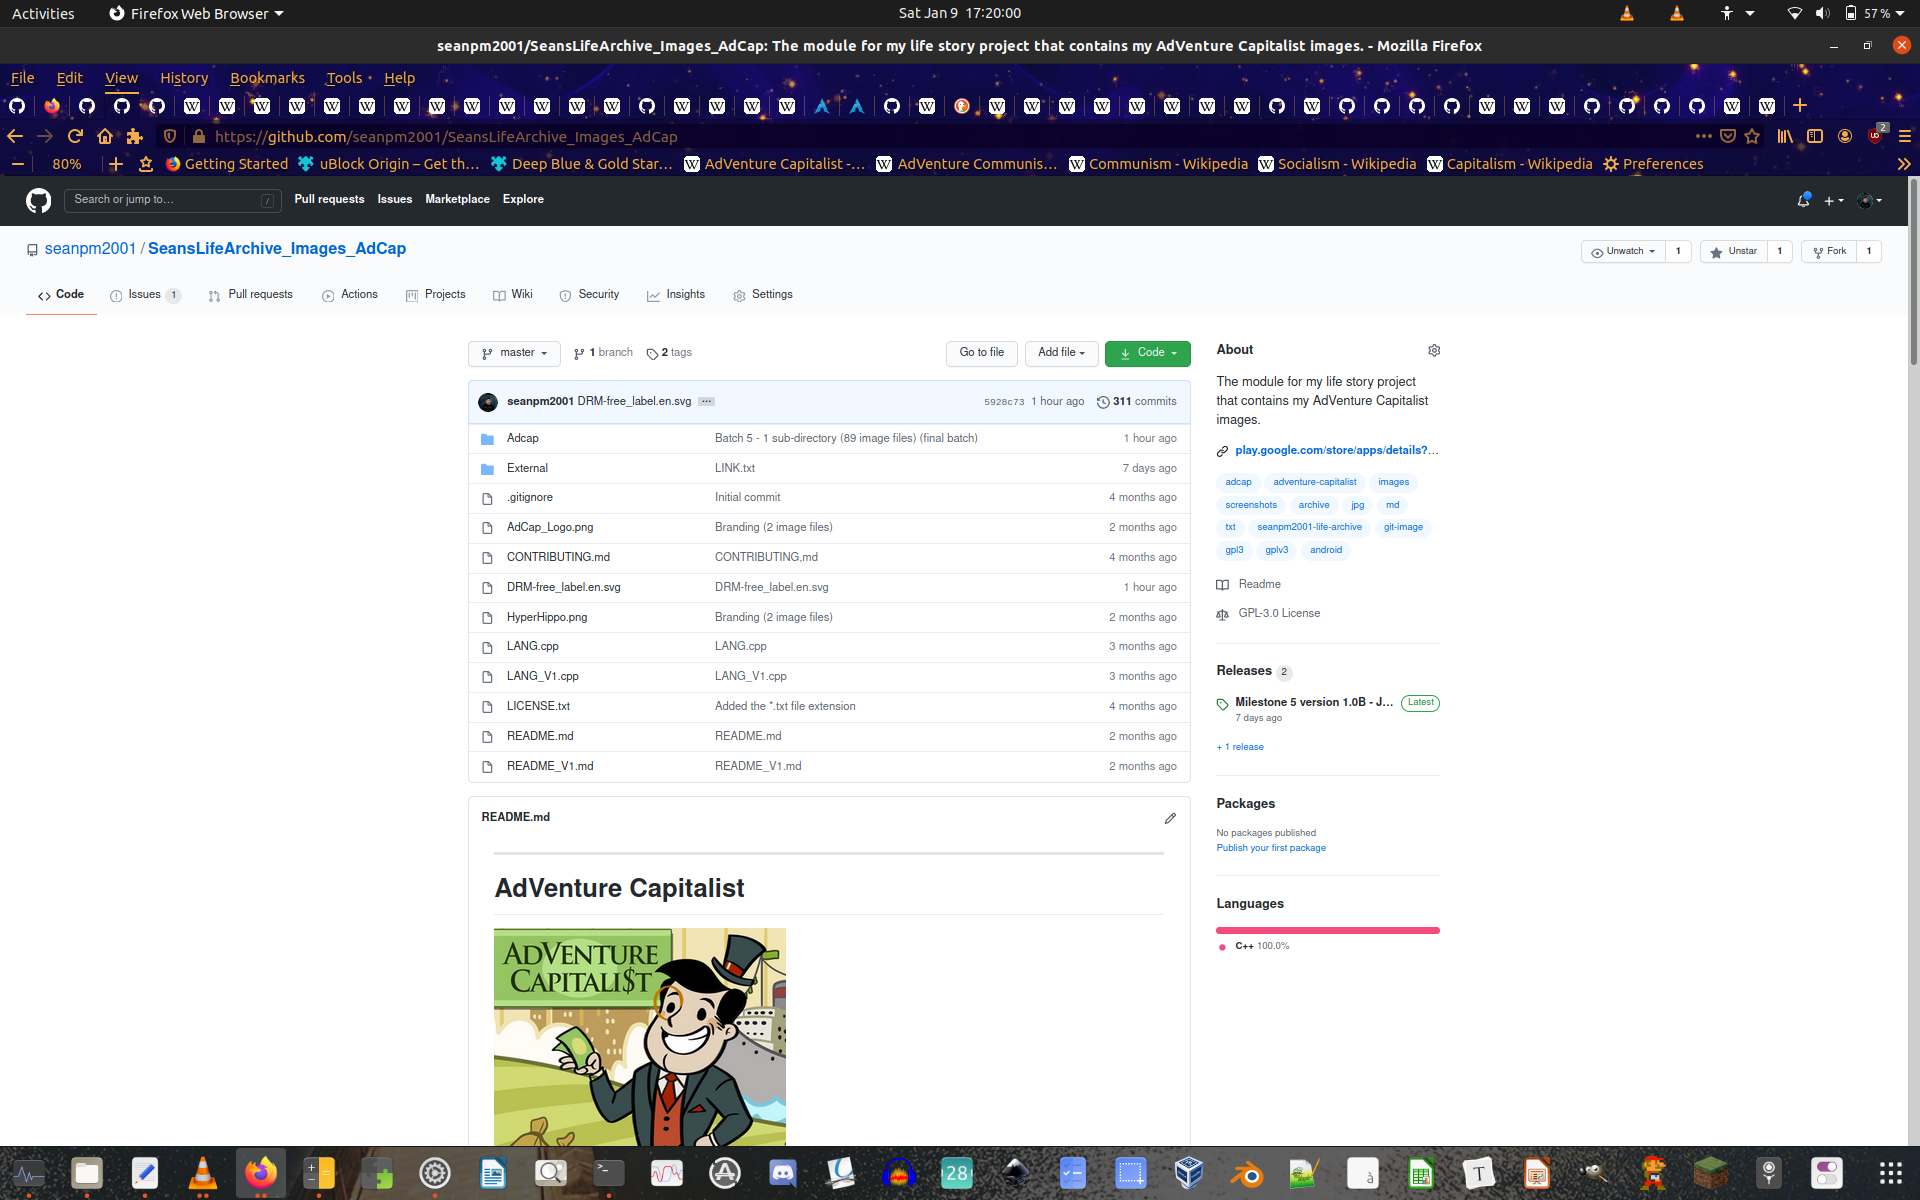 Activities Firefox Web Browser Sat Jan 9 17:20:00 57 %
seanpm2001/SeansLifeArchive_Images_AdCap: The module for my life story project that contains my AdVenture Capitalist images. - Mozilla Firefox
File Edit View History Bookmarks Tools Help
https://github.com/seanpm2001/SeansLifeArchive_Images_AdCap 2
80% Getting Started uBlock Origin – Get th… Deep Blue & Gold Star… AdVenture Capitalist -… AdVenture Communis… Communism - Wikipedia Socialism - Wikipedia Capitalism - Wikipedia Preferences
Search or jump to… / Pull requests Issues Marketplace Explore
seanpm2001 / SeansLifeArchive_Images_AdCap Unwatch 1 Unstar 1 Fork 1
Code Issues 1 Pull requests Actions Projects Wiki Security Insights Settings
master 1 branch 2 tags Go to file Add file Code
seanpm2001 DRM-free_label.en.svg ... 5928c73 1 hour ago 311 commits
Adcap Batch 5 - 1 sub-directory (89 image files) (final batch) 1 hour ago
External LINK.txt 7 days ago
.gitignore Initial commit 4 months ago
AdCap_Logo.png Branding (2 image files) 2 months ago
CONTRIBUTING.md CONTRIBUTING,md 4 months ago
DRM-free_label.en.svg DRM-free_label.en.svg 1 hour ago
HyperHippo.png Branding (2 image files) 2 months ago
LANG.cpp LANG.cpp 3 months ago
LANG_V1.cpp LANG_V1.cpp 3 months ago
LICENSE.txt Added the *.txt file extension 4 months ago
README.md README.md 2 months ago
README_V1.md README_V1.md 2 months ago
README.md
AdVenture Capitalist
ADVENTURE
CAPITALI$T
About
The module for my life story project
that contains my AdVenture Capitalist
images.
play.google.com/store/apps/details?…
adcap adventure-capitalist images
screenshots archive jpg md
txt seanpm2001-life-archive git-image
gpl3 gplv3 android
Readme
GPL-3.0 License
Releases 2
Milestone 5 version 1.0B - J… Latest
7 days ago
+ 1 release
Packages
No packages published
Publish your first package
Languages
C++ 100.0%
28 à T